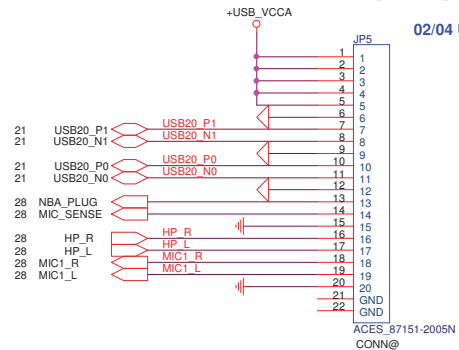 +USB_VCCA
JP5
02/04 U
1 1
2 2
3 3
4 4
5 5
6 6
21 USB20_P1 USB20_P1 7 7
21 USB20_N1 USB20_N1 8 8
9 9
21 USB20_P0 USB20_P0 10 10
21 USB20_N0 USB20_N0 11 11
12 12
28 NBA_PLUG 13 13
28 MIC_SENSE 14 14
15 15
28 HP_R HP_R 16 16
28 HP_L HP_L 17 17
28 MIC1_R MIC1_R 18 18
28 MIC1_L MIC1_L 19 19
20 20
21 GND
22 GND
ACES_87151-2005N
CONN@